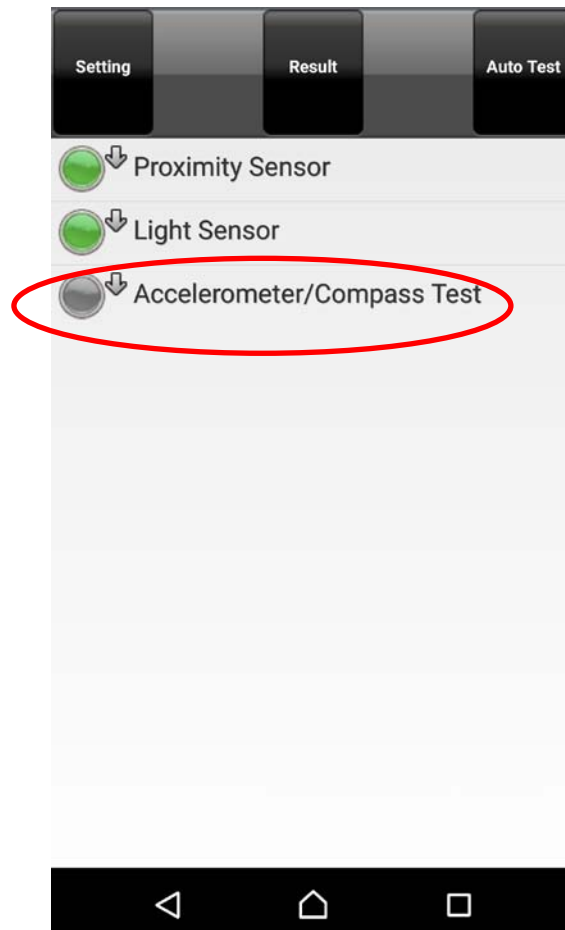 Setting
Result
Auto Test
Proximity Sensor
Light Sensor
Accelerometer/Compass Test